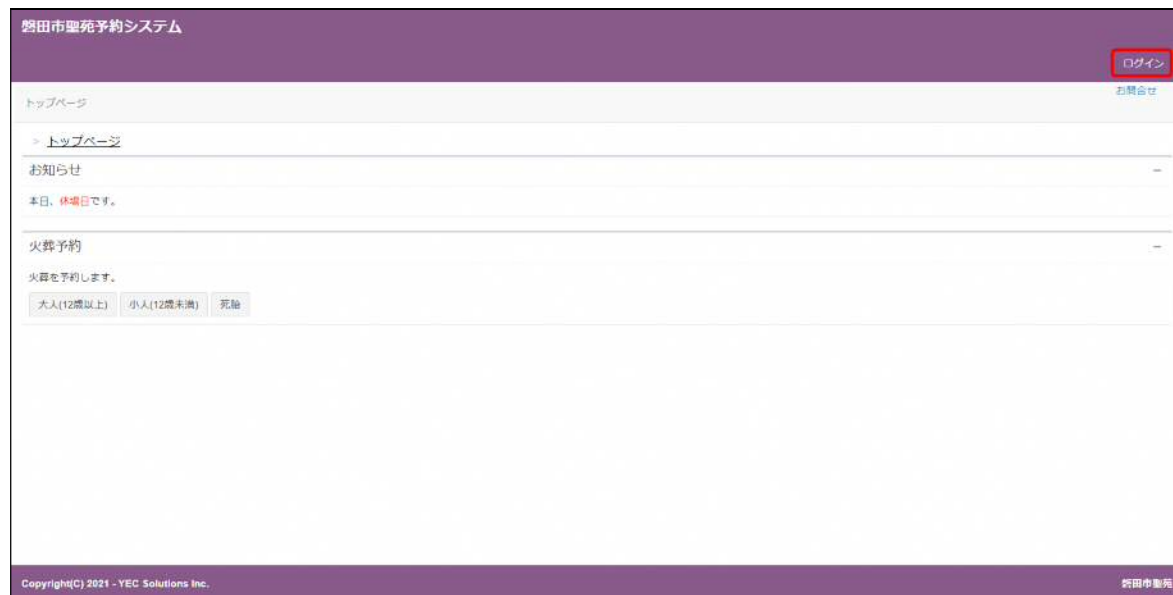 磐田市聖苑予約システム
ログイン
お問合せ
トップページ
> トップページ
お知らせ −
本日、休場日です。
火葬予約 −
火葬を予約します。
大人(12歳以上) 小人(12歳未満) 死胎
Copyright(C) 2021 - YEC Solutions Inc. 磐田市聖苑